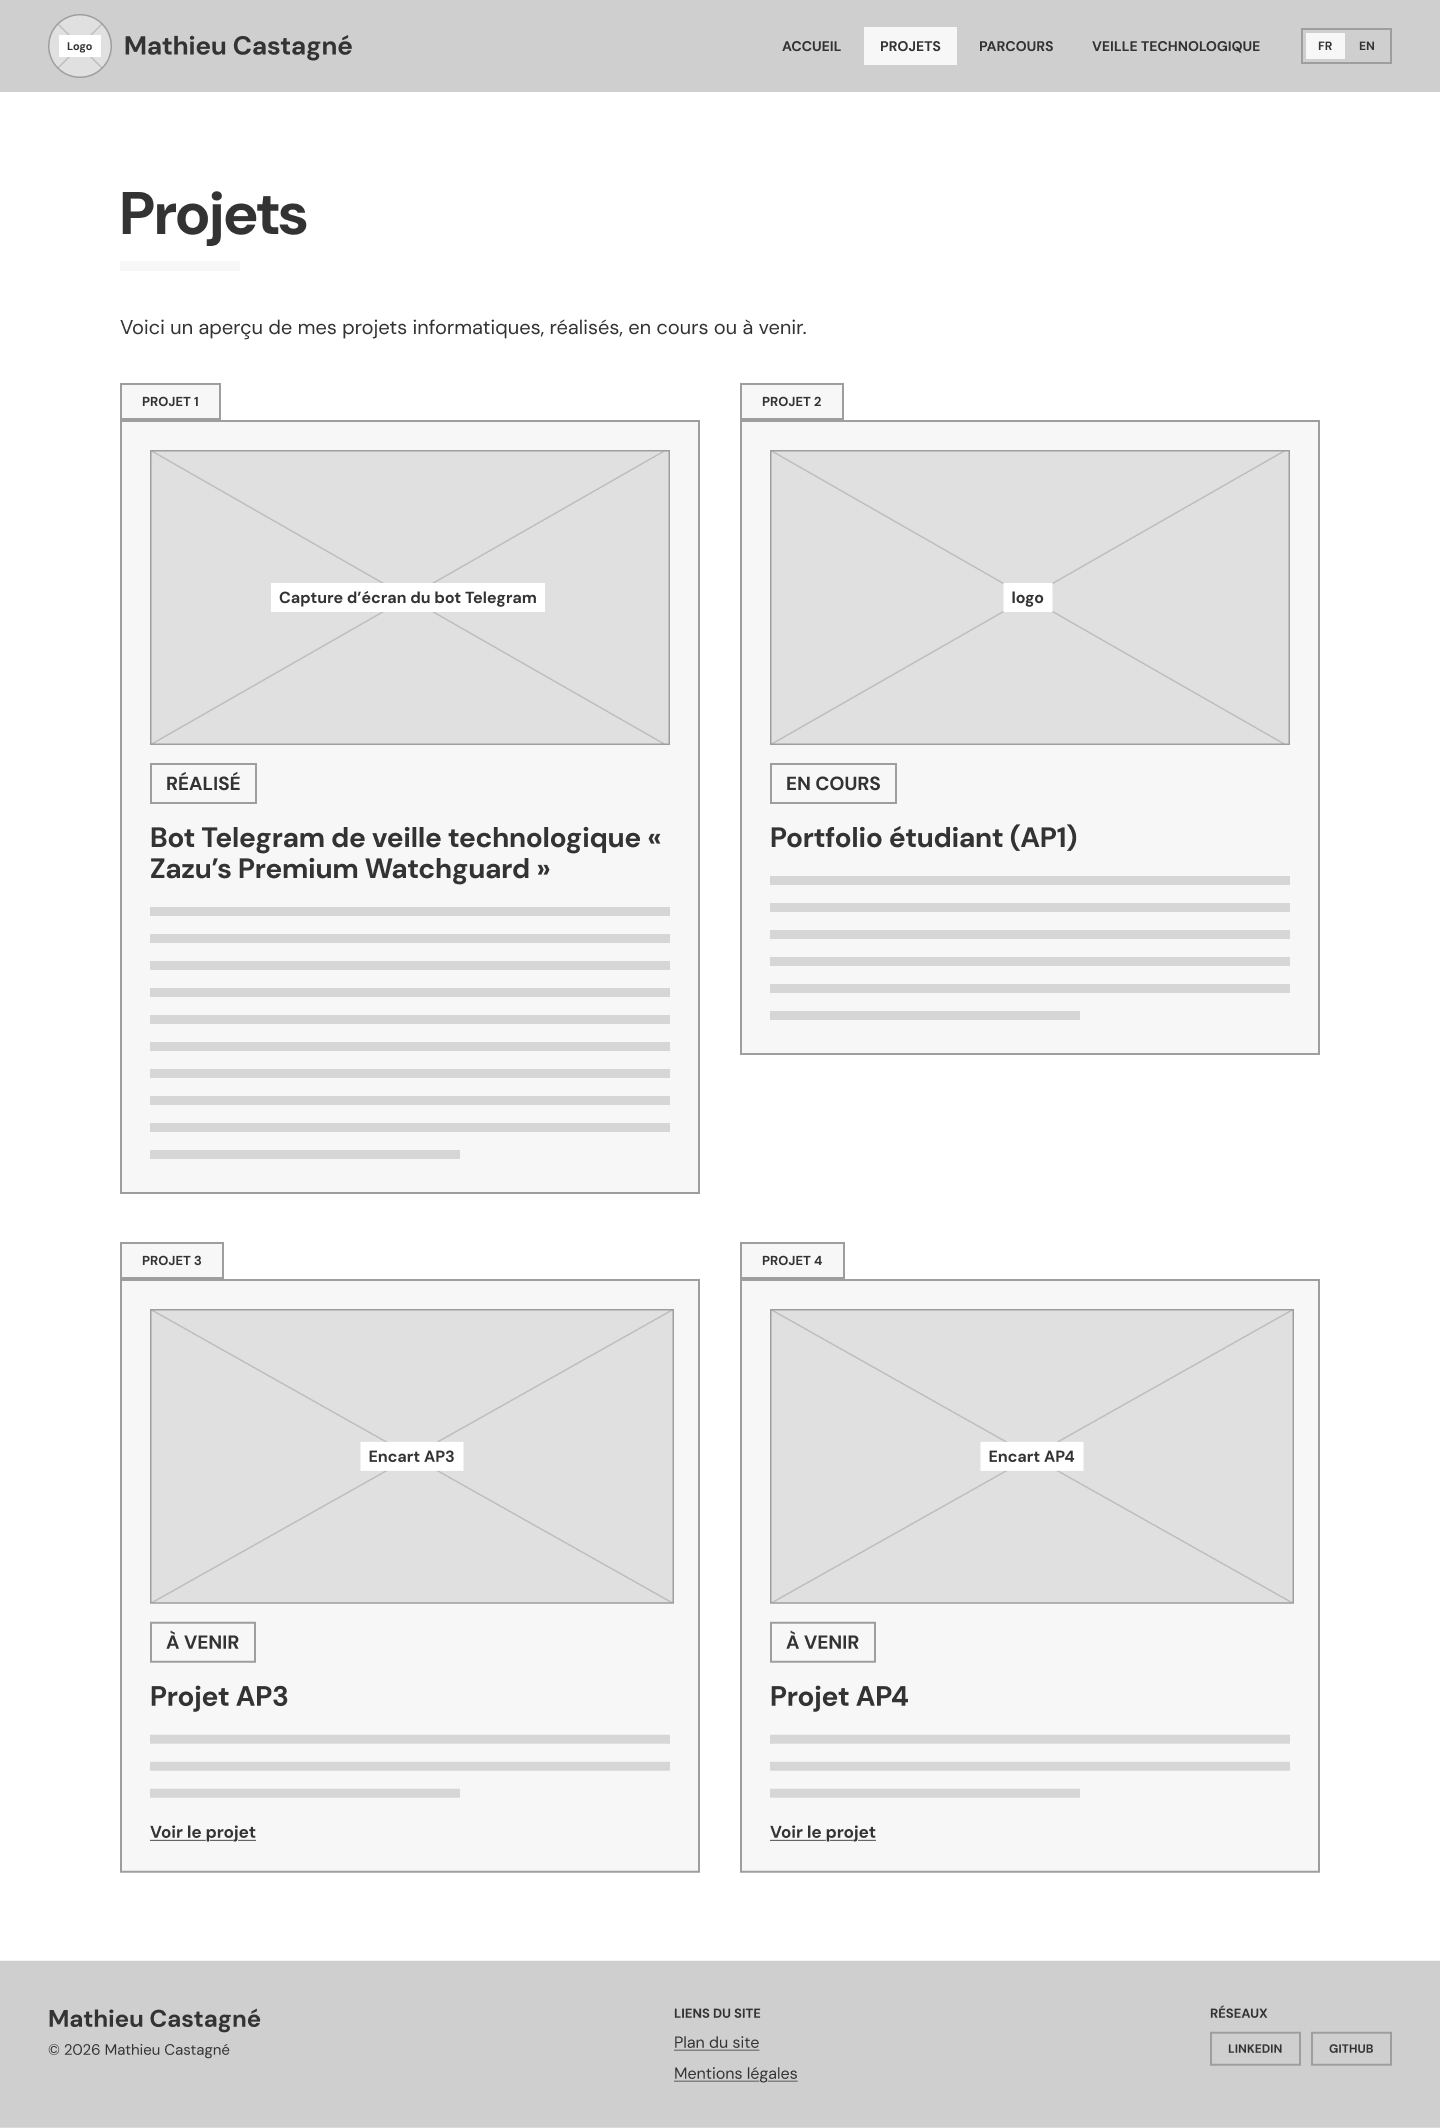 Logo
Mathieu Castagné
ACCUEIL
PROJETS
PARCOURS
VEILLE TECHNOLOGIQUE
FR
EN
Projets
Voici un aperçu de mes projets informatiques, réalisés, en cours ou à venir.
PROJET 1
Capture d’écran du bot Telegram
RÉALISÉ
Bot Telegram de veille technologique «
Zazu’s Premium Watchguard »
PROJET 2
logo
EN COURS
Portfolio étudiant (AP1)
PROJET 3
Encart AP3
À VENIR
Projet AP3
Voir le projet
PROJET 4
Encart AP4
À VENIR
Projet AP4
Voir le projet
Mathieu Castagné
© 2026 Mathieu Castagné
LIENS DU SITE
Plan du site
Mentions légales
RÉSEAUX
LINKEDIN
GITHUB